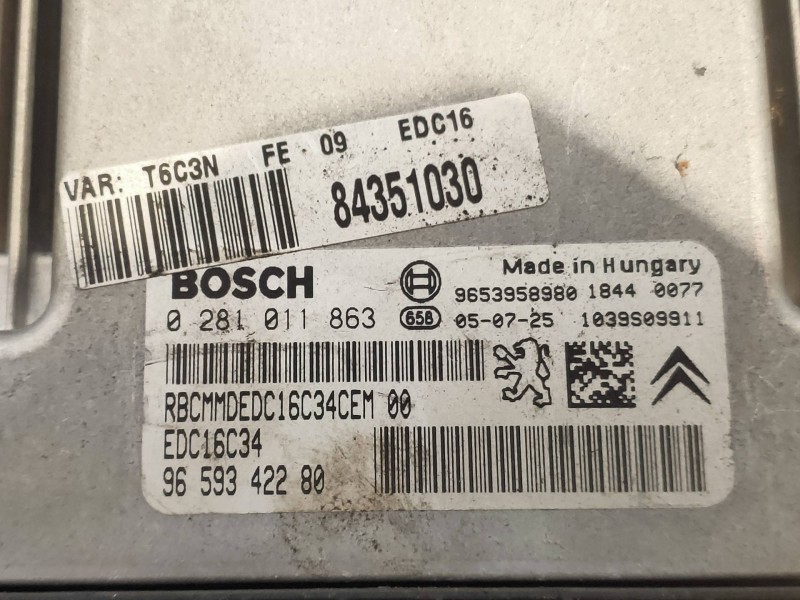 VAR: T6C3N FE - 09 EDC16
84351030
BOSCH
Made in Hungary
9653958980 1844 0077
0 281 011 863 658 05-07-25 1039S09911
RBCMMDEDC16C34CEM 00
EDC16C34
96 593 422 80